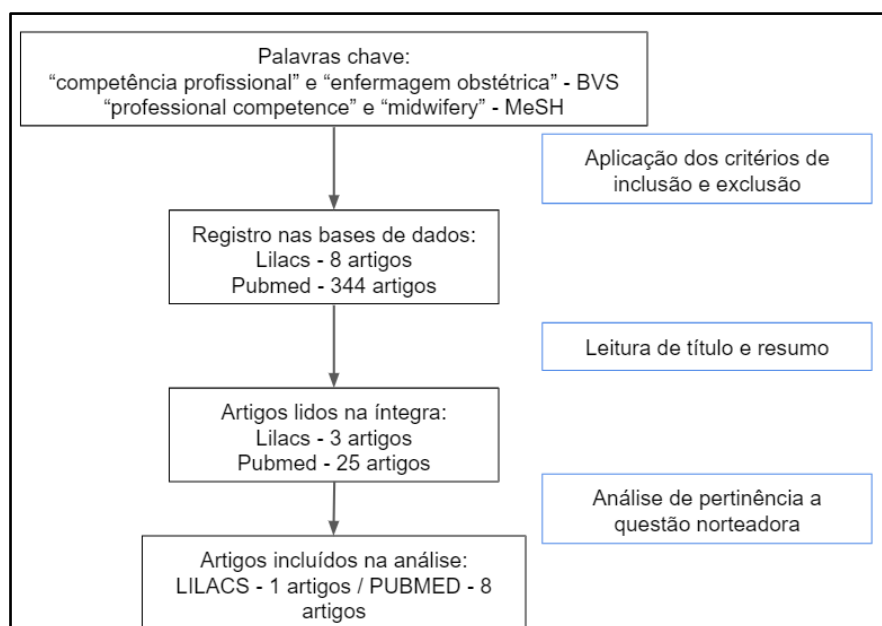 Palavras chave:
“competência profissional” e “enfermagem obstétrica” - BVS
“professional competence” e “midwifery” - MeSH
Aplicação dos critérios de
inclusão e exclusão
Registro nas bases de dados:
Lilacs - 8 artigos
Pubmed - 344 artigos
Leitura de título e resumo
Artigos lidos na íntegra:
Lilacs - 3 artigos
Pubmed - 25 artigos
Análise de pertinência a
questão norteadora
Artigos incluídos na análise:
LILACS - 1 artigos / PUBMED - 8
artigos